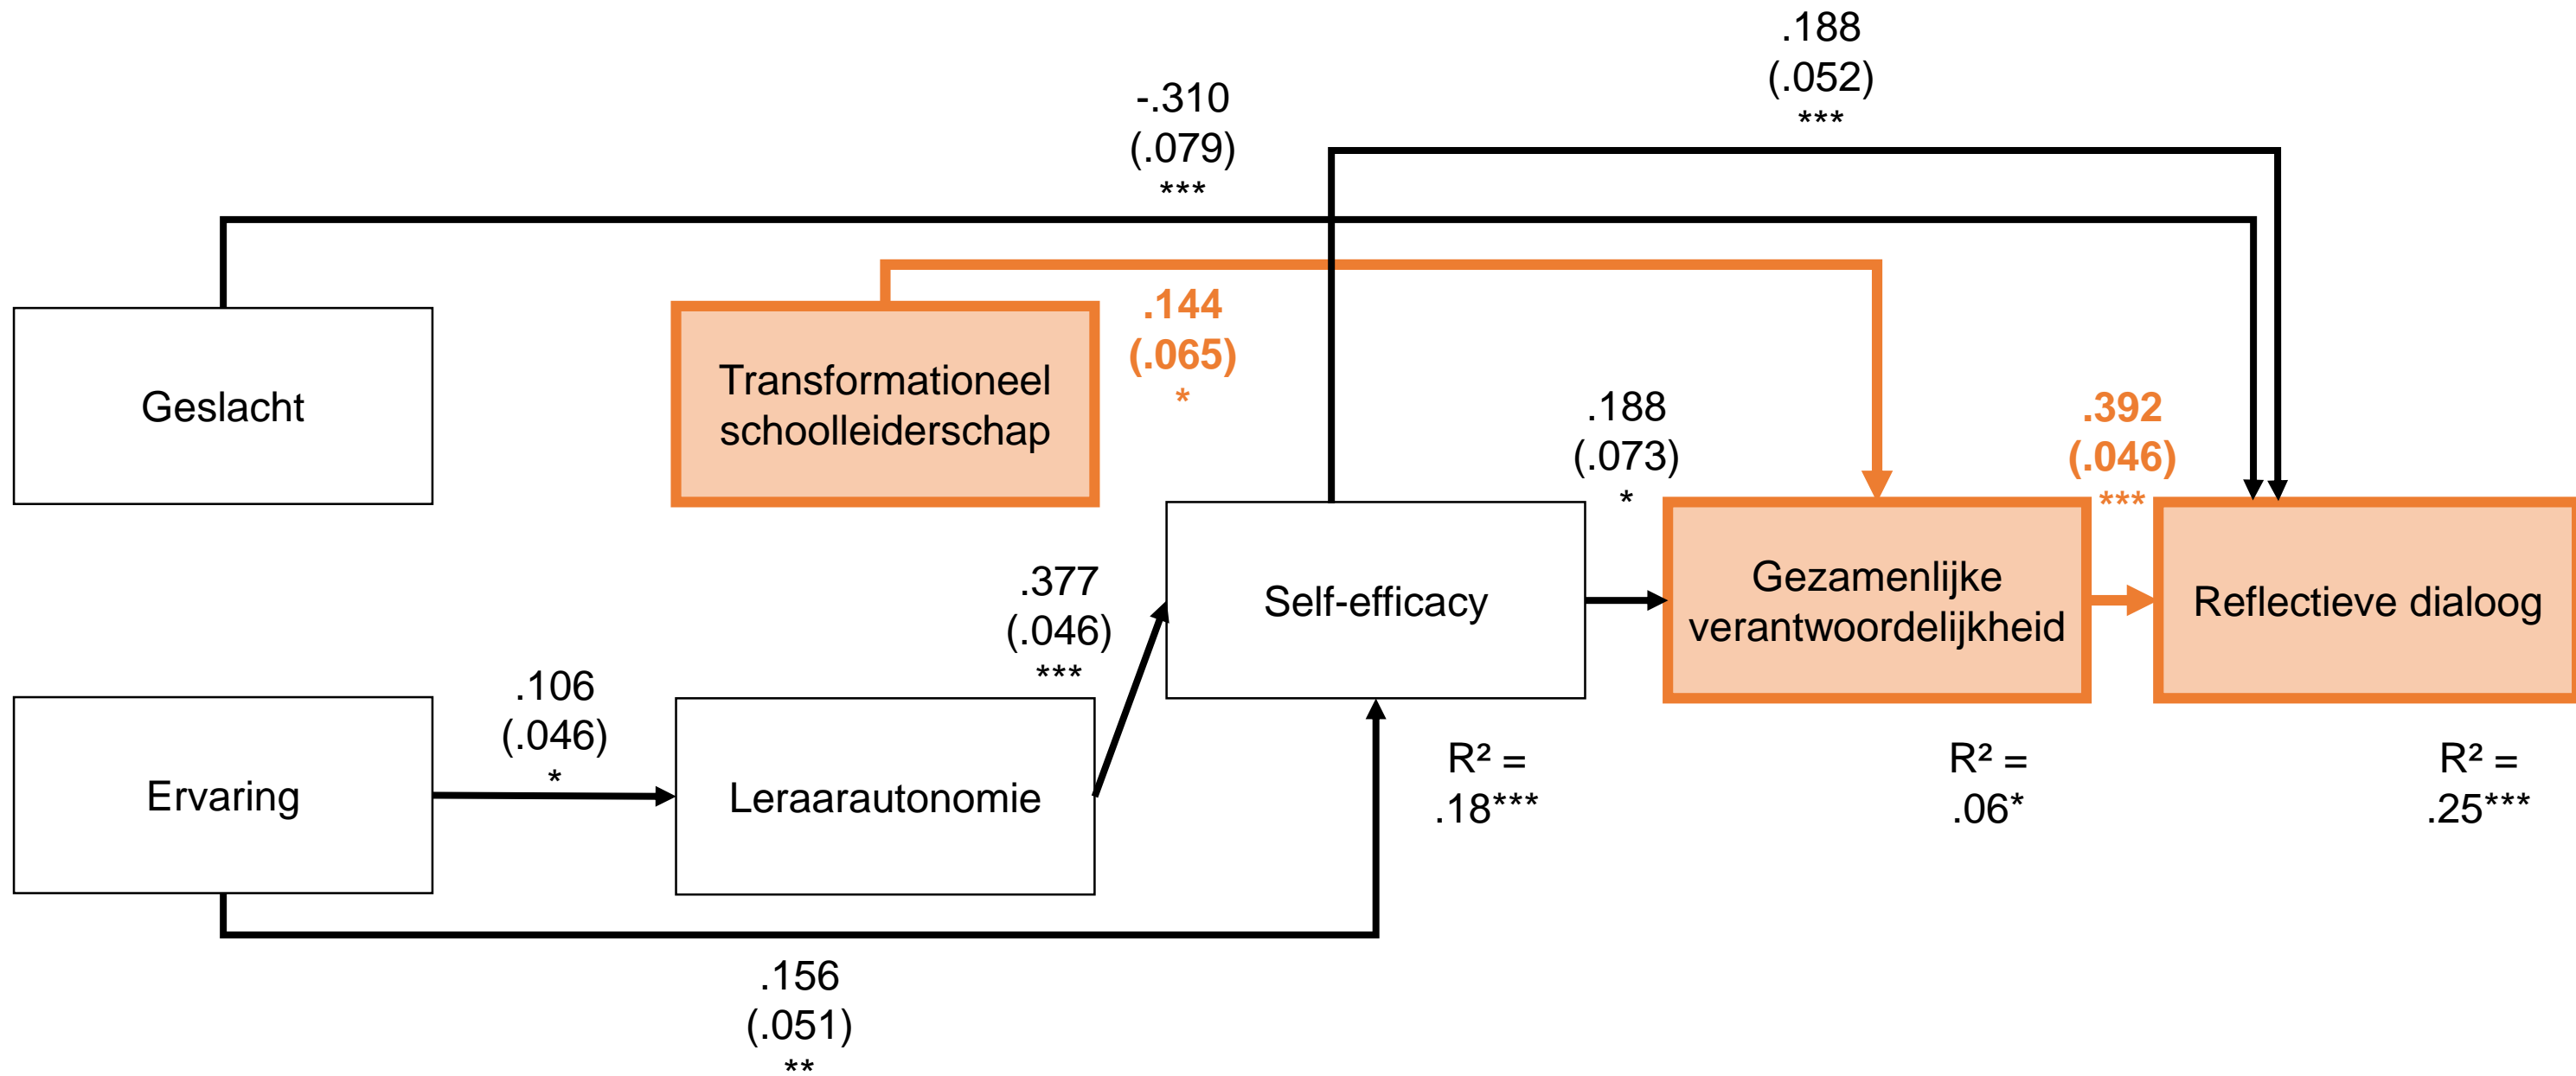 .188
(.052)
***
-.310
(.079)
***
Geslacht
Transformationeel
schoolleiderschap
.144
(.065)
*
.188
(.073)
*
.392
(.046)
***
Self-efficacy
Gezamenlijke
verantwoordelijkheid
Reflectieve dialoog
.377
(.046)
***
.106
(.046)
*
Ervaring
Leraarautonomie
R² =
.18***
R² =
.06*
R² =
.25***
.156
(.051)
**